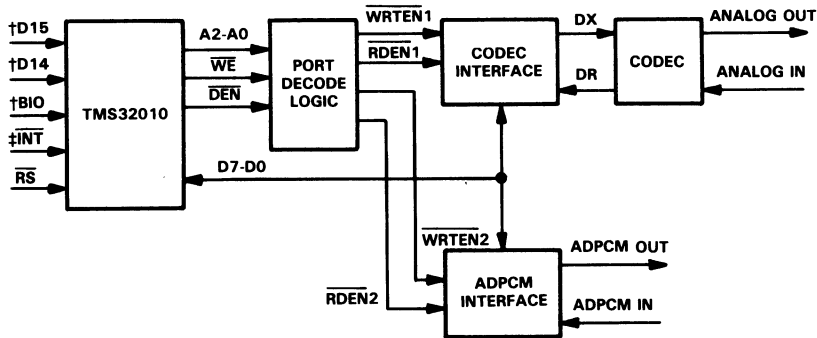 †D15
†D14
†BIO
‡INT
RS
TMS32010
A2-A0
WE
DEN
D7-D0
PORT
DECODE
LOGIC
WRTEN1
RDEN1
CODEC
INTERFACE
DX
DR
CODEC
ANALOG OUT
ANALOG IN
WRTEN2
RDEN2
ADPCM
INTERFACE
ADPCM OUT
ADPCM IN